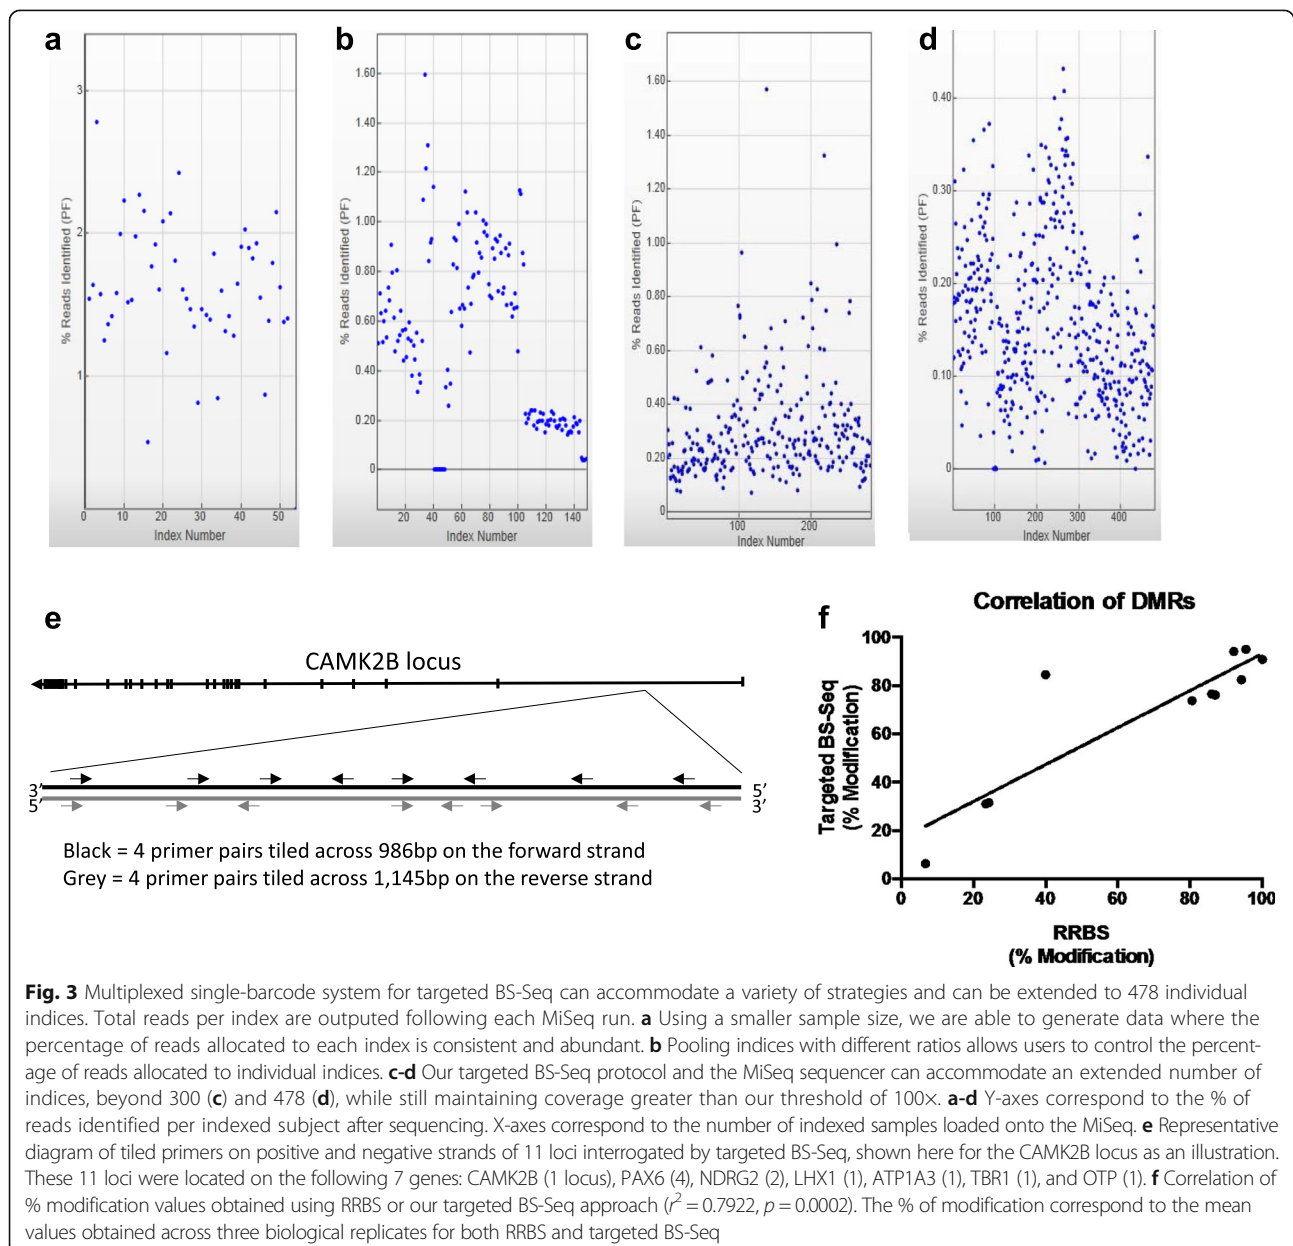 a
% Reads Identified (PF)
3
2
1
0 10 20 30 40 50
Index Number
b
% Reads Identified (PF)
1.60
1.40
1.20
1.00
0.80
0.60
0.40
0.20
0
20 40 60 80 100 120 140
Index Number
c
% Reads Identified (PF)
1.60
1.40
1.20
1.00
0.80
0.60
0.40
0.20
0
100 200
Index Number
d
% Reads Identified (PF)
0.40
0.30
0.20
0.10
0
100 200 300 400
Index Number
e
CAMK2B locus
3′ 5′
5′ 3′
Black = 4 primer pairs tiled across 986bp on the forward strand
Grey = 4 primer pairs tiled across 1,145bp on the reverse strand
f
Correlation of DMRs
Targeted BS-Seq
(% Modification)
100
80
60
40
20
0
0 20 40 60 80 100
RRBS
(% Modification)
Fig. 3 Multiplexed single-barcode system for targeted BS-Seq can accommodate a variety of strategies and can be extended to 478 individual
indices. Total reads per index are outputed following each MiSeq run. a Using a smaller sample size, we are able to generate data where the
percentage of reads allocated to each index is consistent and abundant. b Pooling indices with different ratios allows users to control the percent-
age of reads allocated to individual indices. c-d Our targeted BS-Seq protocol and the MiSeq sequencer can accommodate an extended number of
indices, beyond 300 (c) and 478 (d), while still maintaining coverage greater than our threshold of 100×. a-d Y-axes correspond to the % of
reads identified per indexed subject after sequencing. X-axes correspond to the number of indexed samples loaded onto the MiSeq. e Representative
diagram of tiled primers on positive and negative strands of 11 loci interrogated by targeted BS-Seq, shown here for the CAMK2B locus as an illustration.
These 11 loci were located on the following 7 genes: CAMK2B (1 locus), PAX6 (4), NDRG2 (2), LHX1 (1), ATP1A3 (1), TBR1 (1), and OTP (1). f Correlation of
% modification values obtained using RRBS or our targeted BS-Seq approach (r² = 0.7922, p = 0.0002). The % of modification correspond to the mean
values obtained across three biological replicates for both RRBS and targeted BS-Seq